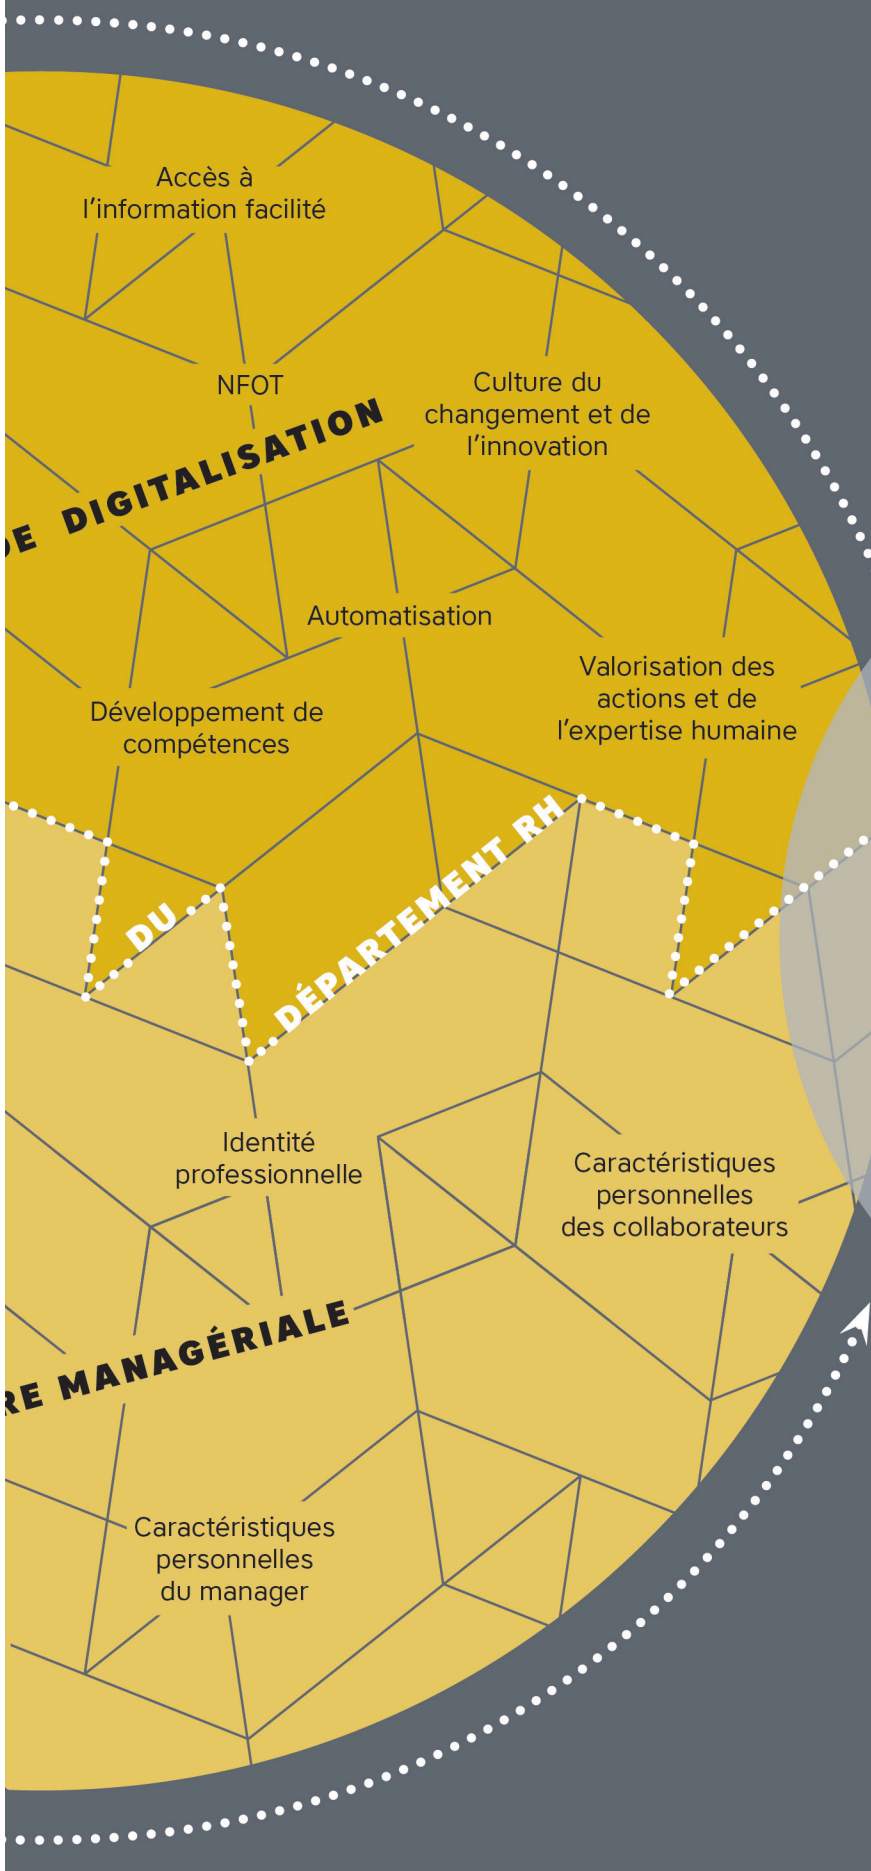 Accès à
l'information facilité
NFOT
Culture du
changement et de
l'innovation
DE DIGITALISATION
Automatisation
Valorisation des
actions et de
l'expertise humaine
Développement de
compétences
DU
DÉPARTEMENT RH
Identité
professionnelle
Caractéristiques
personnelles
des collaborateurs
RE MANAGÉRIALE
Caractéristiques
personnelles
du manager